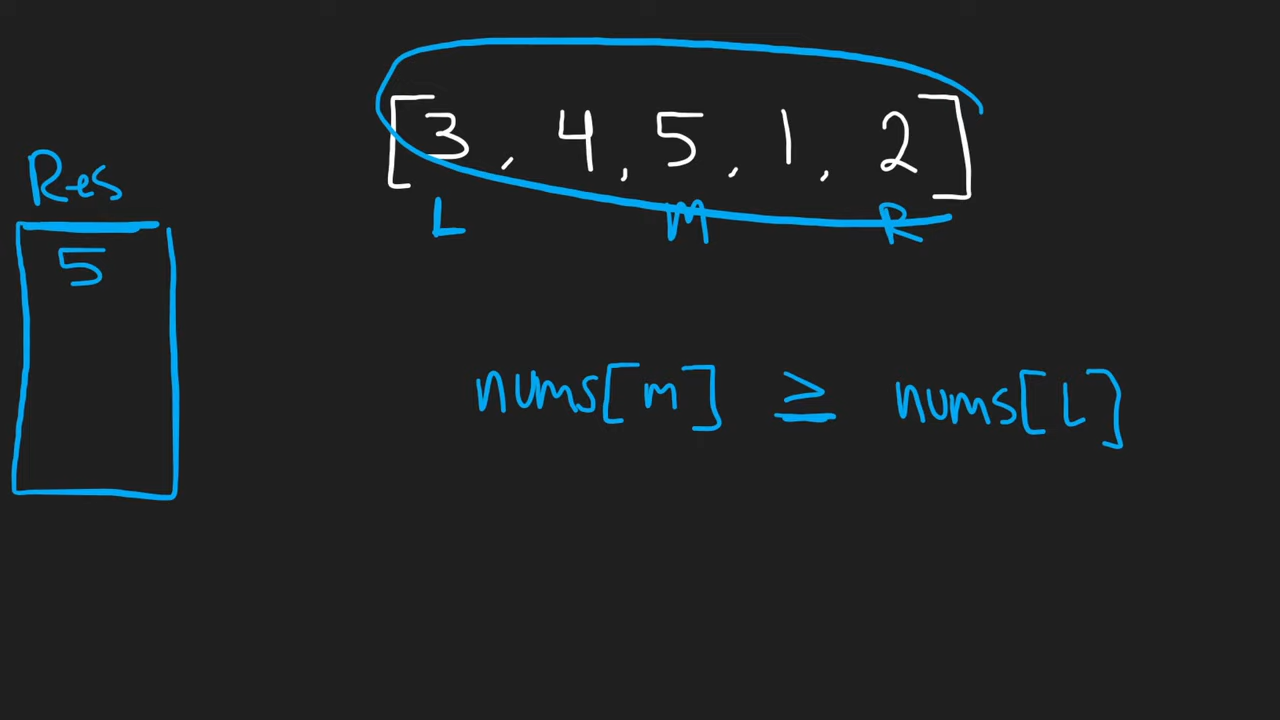 [3, 4, 5, 1, 2]
L M R
Res
5
nums[m] ≥ nums[L]